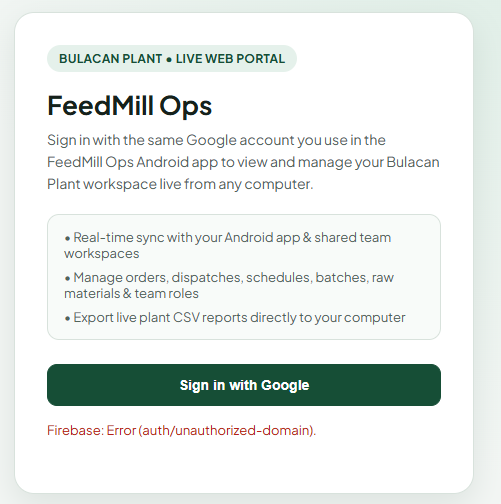 BULACAN PLANT • LIVE WEB PORTAL
FeedMill Ops
Sign in with the same Google account you use in the
FeedMill Ops Android app to view and manage your Bulacan
Plant workspace live from any computer.
• Real-time sync with your Android app & shared team
workspaces
• Manage orders, dispatches, schedules, batches, raw
materials & team roles
• Export live plant CSV reports directly to your computer
Sign in with Google
Firebase: Error (auth/unauthorized-domain).